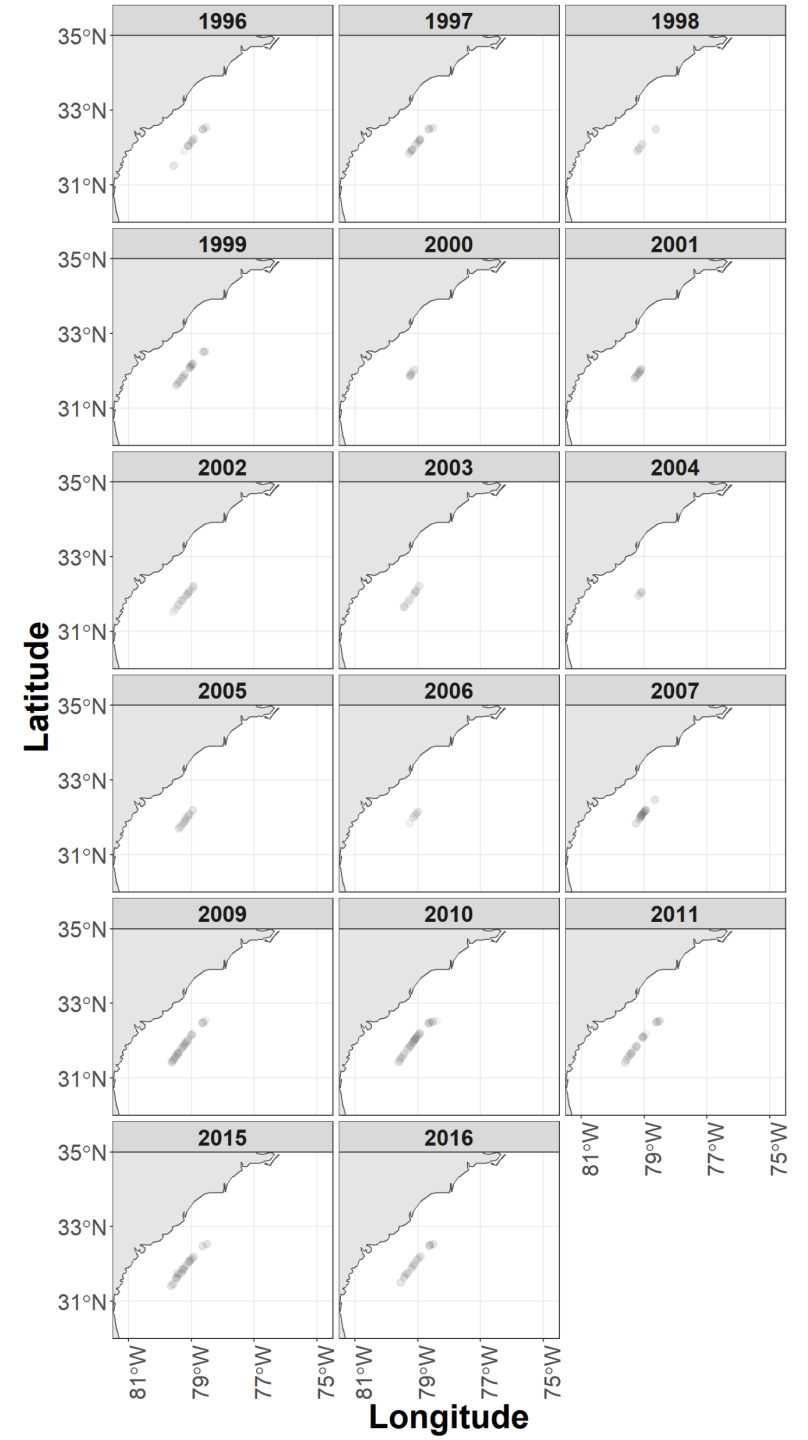 1996 1997 1998
35°N
33°N
31°N
1999 2000 2001
35°N
33°N
31°N
2002 2003 2004
35°N
33°N
31°N
Latitude
2005 2006 2007
35°N
33°N
31°N
2009 2010 2011
35°N
33°N
31°N
81°W 79°W 77°W 75°W
2015 2016
35°N
33°N
31°N
81°W 79°W 77°W 75°W 81°W 79°W 77°W 75°W
Longitude